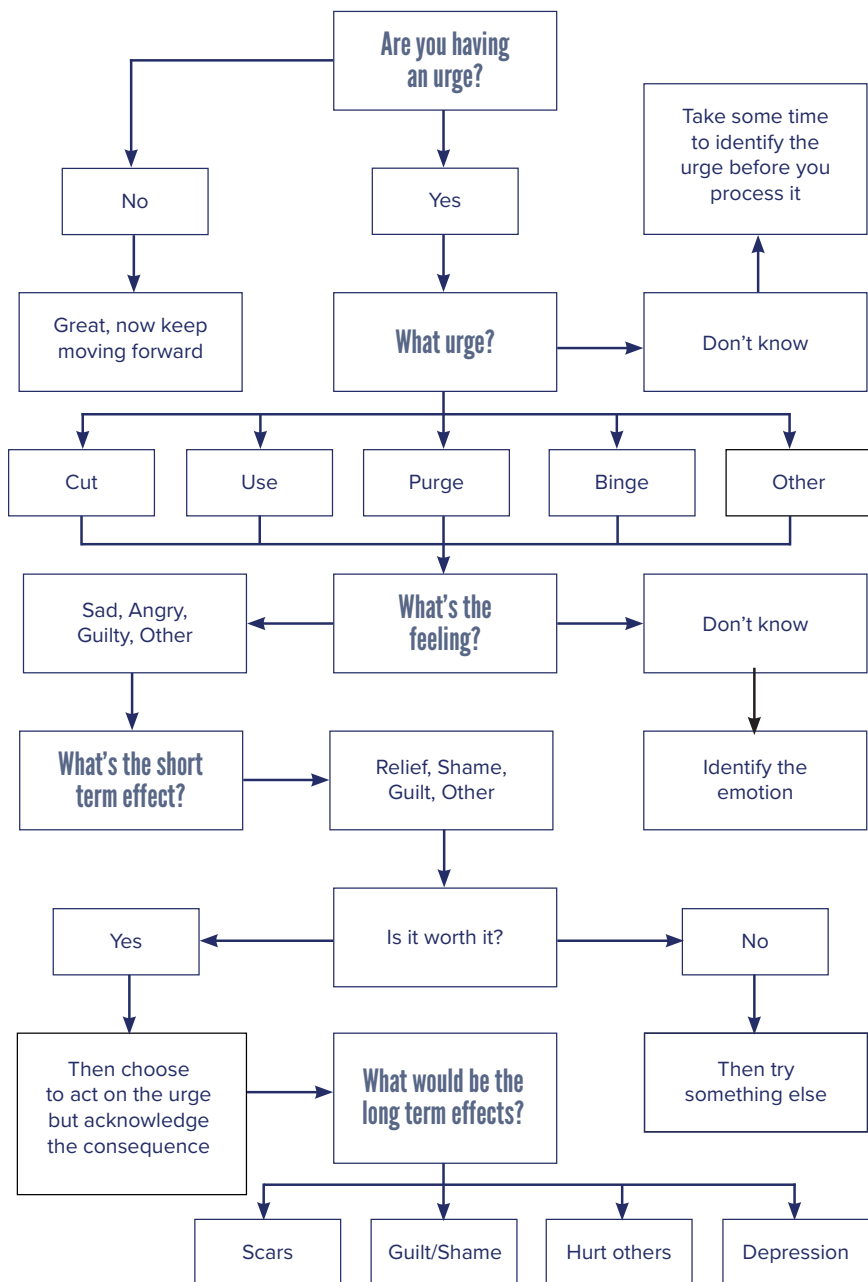 Are you having
an urge?
Take some time
to identify the
urge before you
process it
No
Yes
Great, now keep
moving forward
What urge?
Don’t know
Cut
Use
Purge
Binge
Other
Sad, Angry,
Guilty, Other
What’s the
feeling?
Don’t know
What’s the short
term effect?
Relief, Shame,
Guilt, Other
Identify the
emotion
Yes
Is it worth it?
No
Then choose
to act on the urge
but acknowledge
the consequence
What would be the
long term effects?
Then try
something else
Scars
Guilt/Shame
Hurt others
Depression